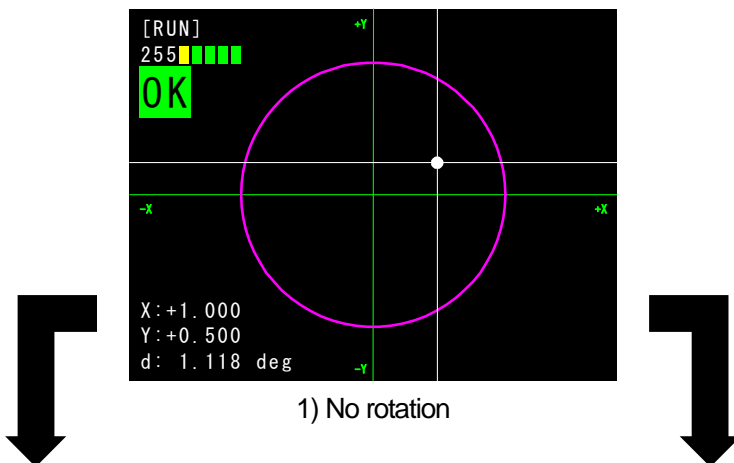 [RUN]
+Y
255
OK
-X
+X
X:+1.000
Y:+0.500
d: 1.118 deg
-Y
1) No rotation